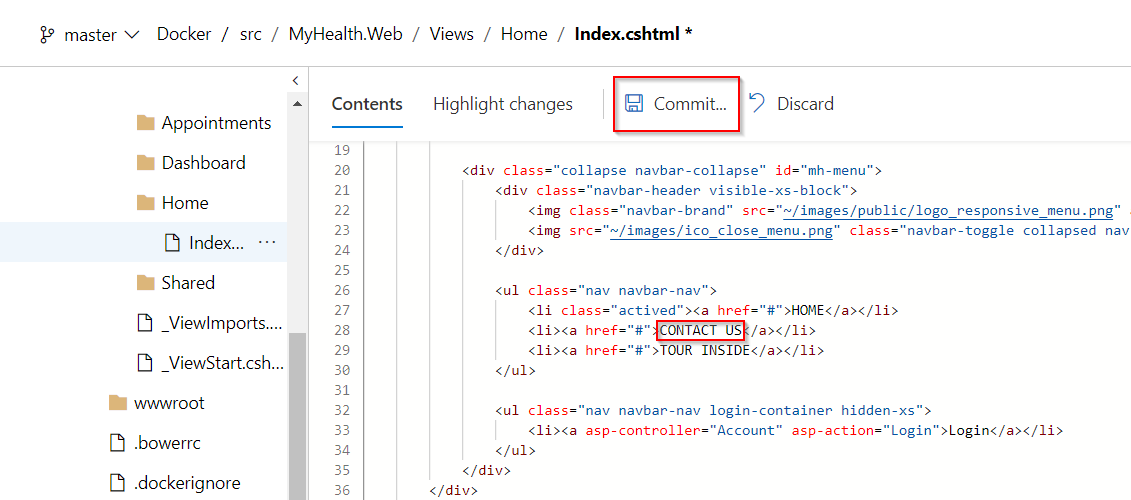 master Docker / src / MyHealth.Web / Views / Home / Index.cshtml *
Appointments
Dashboard
Home
Index... ...
Shared
_ViewImports....
_ViewStart.csh...
wwwroot
.bowerrc
.dockerignore
Contents Highlight changes Commit... Discard
19
20 <div class="collapse navbar-collapse" id="mh-menu">
21 <div class="navbar-header visible-xs-block">
22 <img class="navbar-brand" src="~/images/public/logo_responsive_menu.png"
23 <img src="~/images/ico_close_menu.png" class="navbar-toggle collapsed nav
24 </div>
25
26 <ul class="nav navbar-nav">
27 <li class="actived"><a href="#">HOME</a></li>
28 <li><a href="#">CONTACT US</a></li>
29 <li><a href="#">TOUR INSIDE</a></li>
30 </ul>
31
32 <ul class="nav navbar-nav login-container hidden-xs">
33 <li><a asp-controller="Account" asp-action="Login">Login</a></li>
34 </ul>
35 </div>
36 </div>